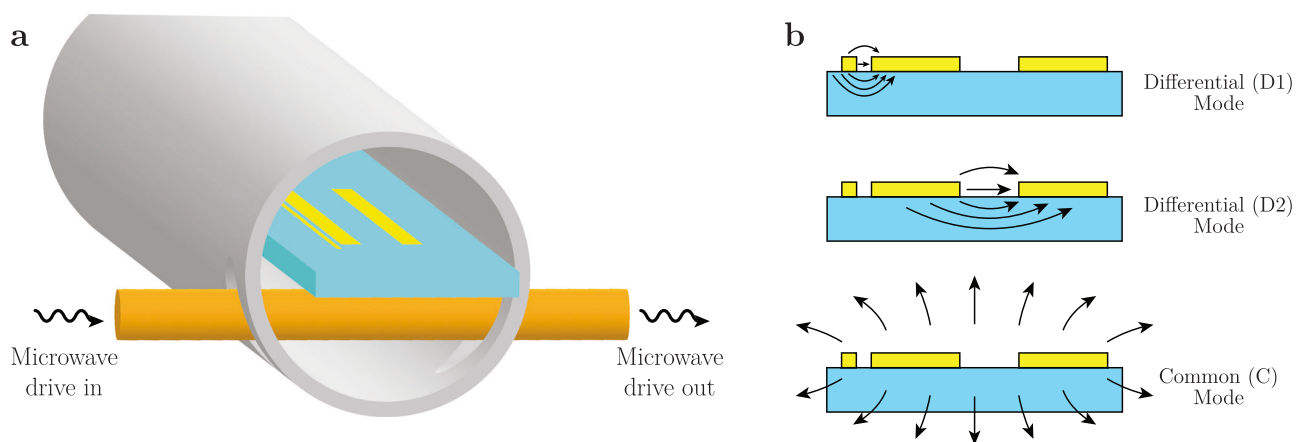 a
Microwave
drive in
Microwave
drive out
b
Differential (D1)
Mode
Differential (D2)
Mode
Common (C)
Mode